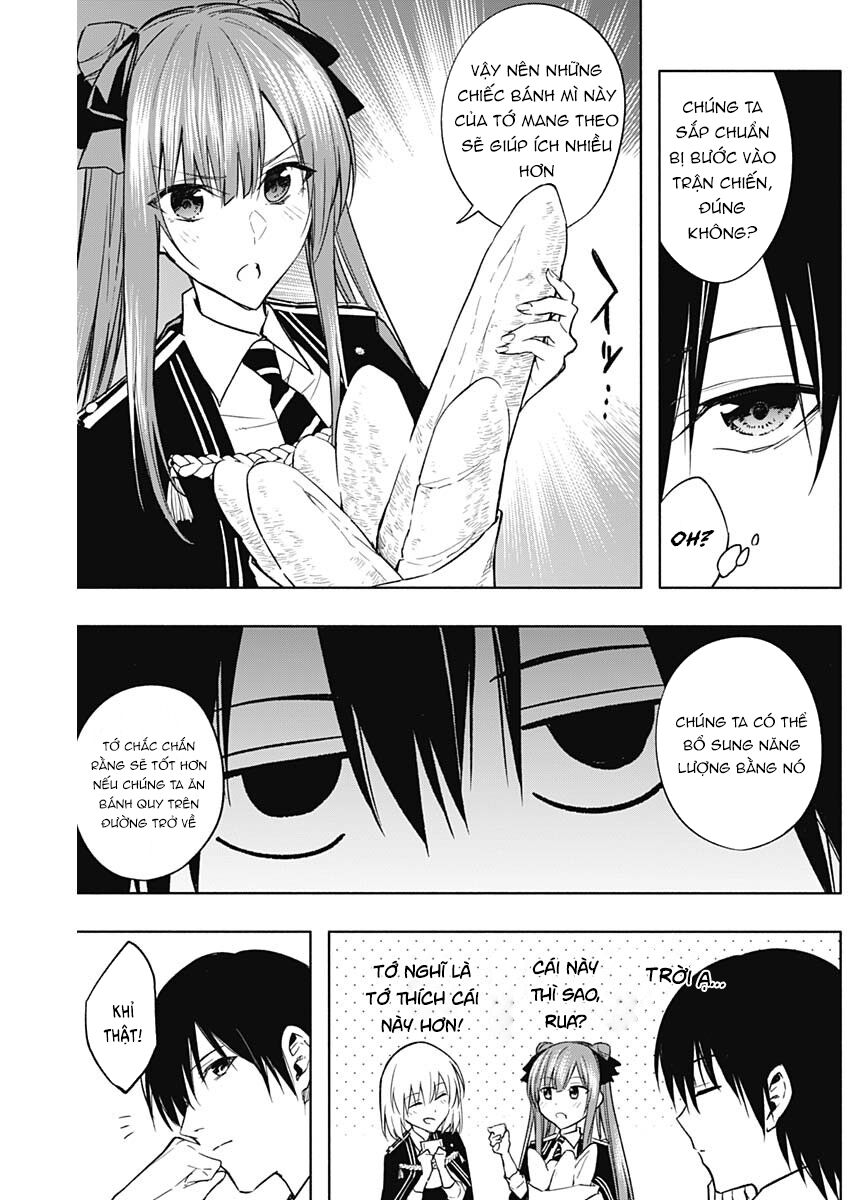 CHÚNG TA
SẮP CHUẨN
BỊ BƯỚC VÀO
TRẬN CHIẾN,
ĐÚNG
KHÔNG?
OH?
VẬY NÊN NHỮNG
CHIẾC BÁNH MÌ NÀY
CỦA TỚ MANG THEO
SẼ GIÚP ÍCH NHIỀU
HƠN
ズイッ…
CHÚNG TA CÓ THỂ
BỔ SUNG NĂNG
LƯỢNG BẰNG NÓ
TỚ CHẮC CHẮN
RẰNG SẼ TỐT HƠN
NẾU CHÚNG TA ĂN
BÁNH QUY TRÊN
ĐƯỜNG TRỞ VỀ
TRỜI Ạ...
CÁI NÀY
THÌ SAO,
RUA?
TỚ NGHĨ LÀ
TỚ THÍCH CÁI
NÀY HƠN!
KHỈ
THẬT!